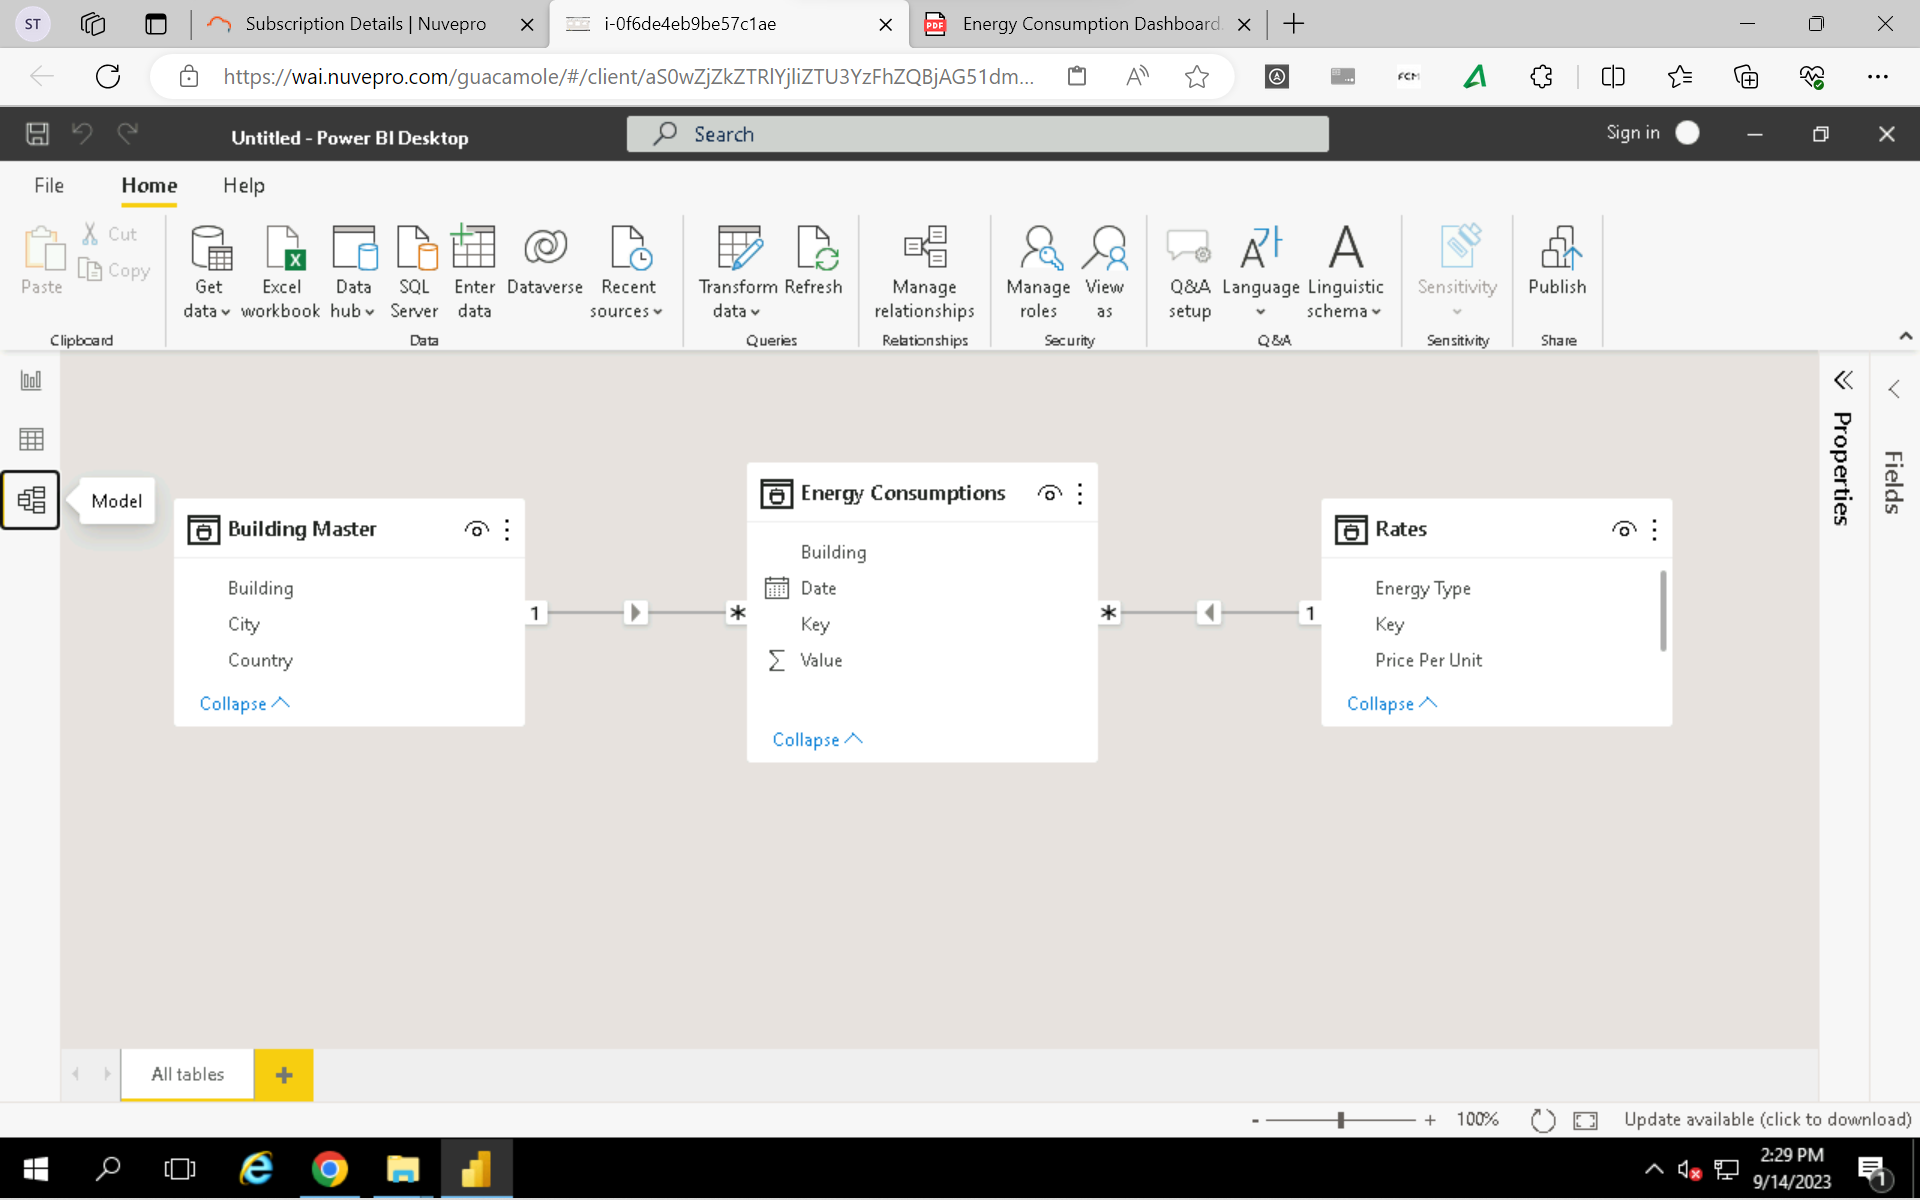 ST
Subscription Details | Nuvepro
i-0f6de4eb9be57c1ae
PDF
Energy Consumption Dashboard.
https://wai.nuvepro.com/guacamole/#/client/aS0wZjZkZTRlYjliZTU3YzFhZQBjAG51dm...
FCM
Untitled - Power BI Desktop
Search
Sign in
File
Home
Help
Paste
Cut
Copy
Clipboard
Get data
Excel workbook
Data hub
SQL Server
Enter data
Dataverse
Recent sources
Data
Transform data
Refresh
Queries
Manage relationships
Relationships
Manage roles
View as
Security
Q&A setup
Language
Linguistic schema
Q&A
Sensitivity
Sensitivity
Publish
Share
Model
Building Master
Building
City
Country
Collapse
1
*
Energy Consumptions
Building
Date
Key
Σ Value
Collapse
*
1
Rates
Energy Type
Key
Price Per Unit
Collapse
Properties
Fields
All tables
+
- + 100%
Update available (click to download)
2:29 PM
9/14/2023
1